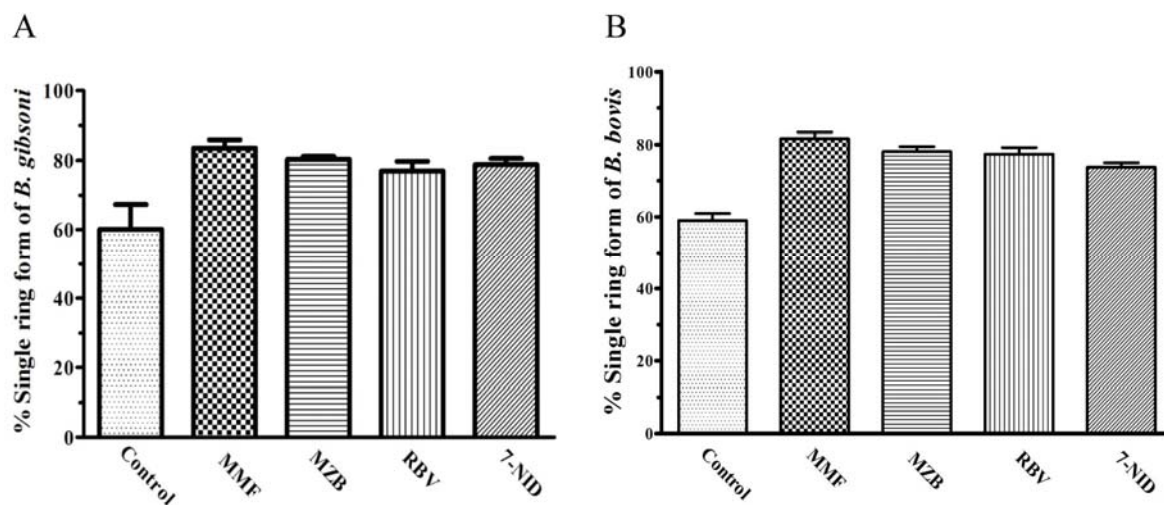 A
% Single ring form of B. gibsoni
100
80
60
40
20
0
Control
MMF
MZB
RBV
7-NID
B
% Single ring form of B. bovis
100
80
60
40
20
0
Control
MMF
MZB
RBV
7-NID